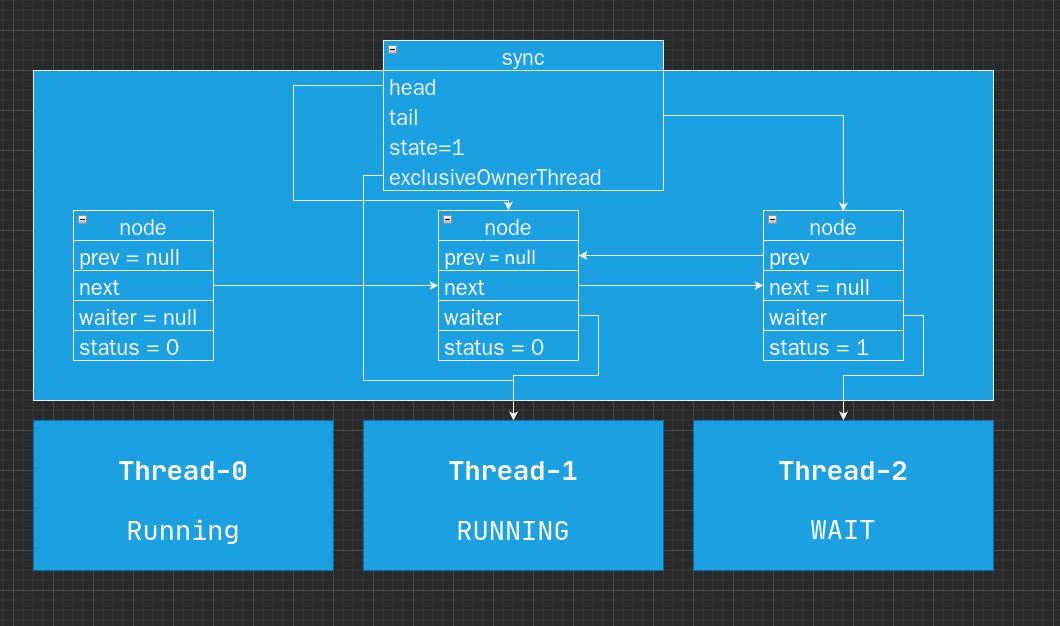 sync
head
tail
state=1
exclusiveOwnerThread
node
prev = null
next
waiter = null
status = 0
node
prev = null
next
waiter
status = 0
node
prev
next = null
waiter
status = 1
Thread-0
Running
Thread-1
RUNNING
Thread-2
WAIT